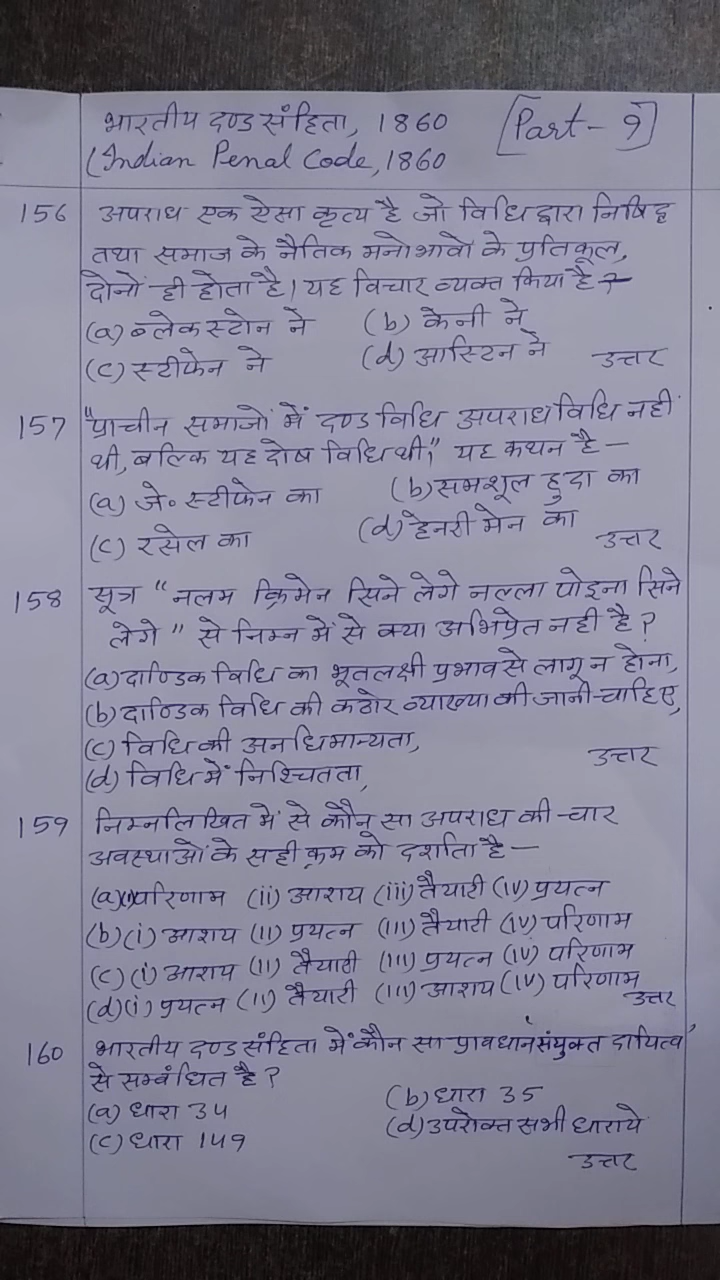 भारतीय दण्ड संहिता, 1860 [Part - 9]
(Indian Penal Code, 1860
156 अपराध एक ऐसा कृत्य है जो विधि द्वारा निषिद्ध
तथा समाज के नैतिक मनोभावो के प्रतिकूल,
दोनों ही होता है। यह विचार व्यक्त किया है ?-
(a) ब्लेकस्टोन ने (b) केनी ने
(c) स्टीफेन ने (d) आस्टिन ने उत्तर
157 "प्राचीन समाजों में दण्ड विधि अपराध विधि नही
थी, बल्कि यह दोष विधि थी," यह कथन है —
(a) जे० स्टीफेन का (b) समशूल हुदा का
(c) रसेल का (d) हेनरी मेन का उत्तर
158 सूत्र "नलम क्रिमेन सिने लेगे नल्ला पोइना सिने
लेगे" से निम्न में से क्या अभिप्रेत नही है ?
(a) दाण्डिक विधि का भूतलक्षी प्रभाव से लागू न होना,
(b) दाण्डिक विधि की कठोर व्याख्या की जानी चाहिए,
(c) विधि की अनधिमान्यता,
(d) विधि में निश्चितता, उत्तर
159 निम्नलिखित में से कौन सा अपराध की चार
अवस्थाओं के सही क्रम को दर्शाता है —
(a)(i) परिणाम (ii) आशय (iii) तैयारी (iv) प्रयत्न
(b)(i) आशय (ii) प्रयत्न (iii) तैयारी (iv) परिणाम
(c)(i) आशय (ii) तैयारी (iii) प्रयत्न (iv) परिणाम
(d)(i) प्रयत्न (ii) तैयारी (iii) आशय (iv) परिणाम उत्तर
160 भारतीय दण्ड संहिता में कौन सा प्रावधान 'संयुक्त दायित्व'
से सम्बंधित है ?
(a) धारा 34 (b) धारा 35
(c) धारा 149 (d) उपरोक्त सभी धाराये
उत्तर